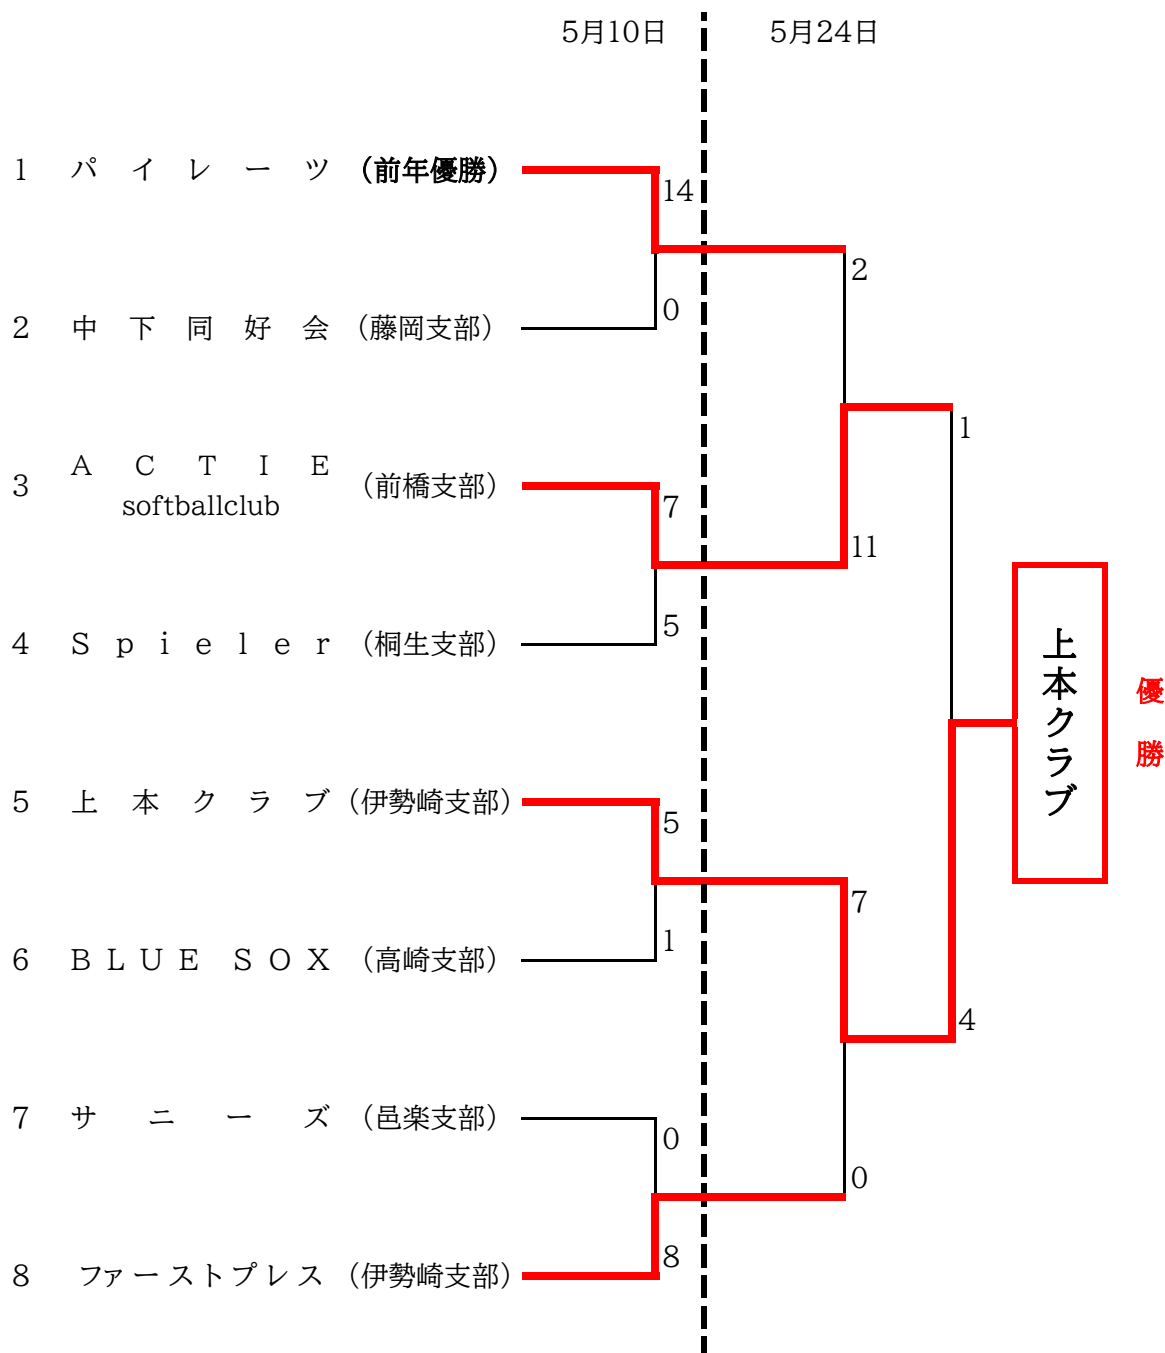 5月10日 5月24日
1 パイレーツ (前年優勝)
14
2
0
2 中下同好会 (藤岡支部)
1
3 ACTIE softballclub (前橋支部)
7
11
5
4 Spieler (桐生支部)
上本クラブ
優勝
5 上本クラブ (伊勢崎支部)
5
7
1
6 BLUE SOX (高崎支部)
4
7 サニーズ (邑楽支部)
0
0
8
8 ファーストプレス (伊勢崎支部)